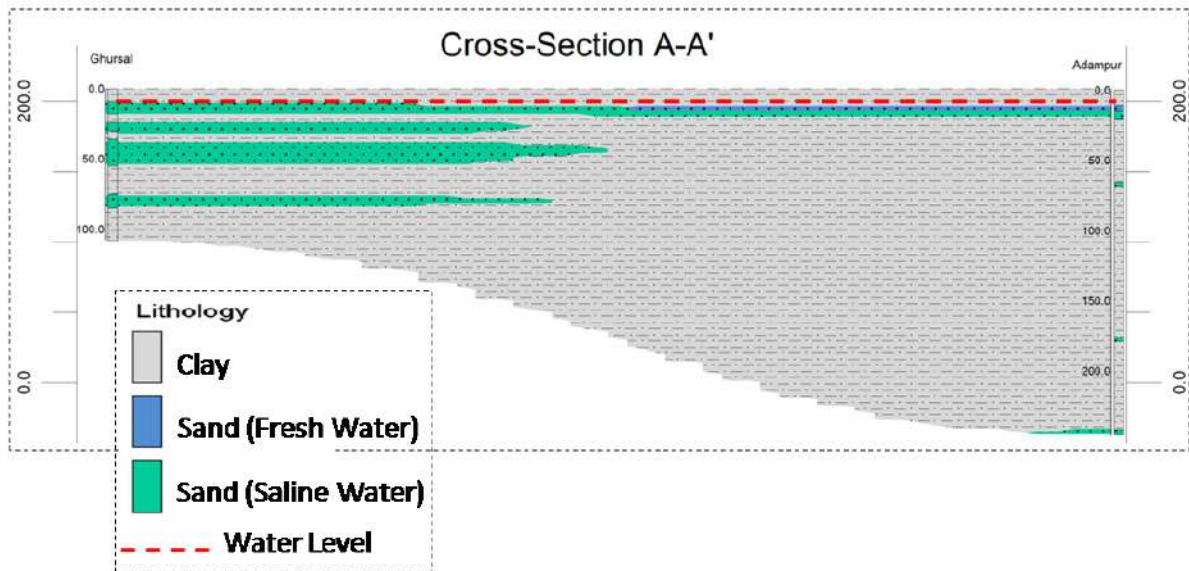 Cross-Section A-A'
Ghursal
Adampur
200.0
0.0
0.0
50.0
100.0
0.0
50.0
100.0
150.0
200.0
200.0
0.0
Lithology
Clay
Sand (Fresh Water)
Sand (Saline Water)
Water Level